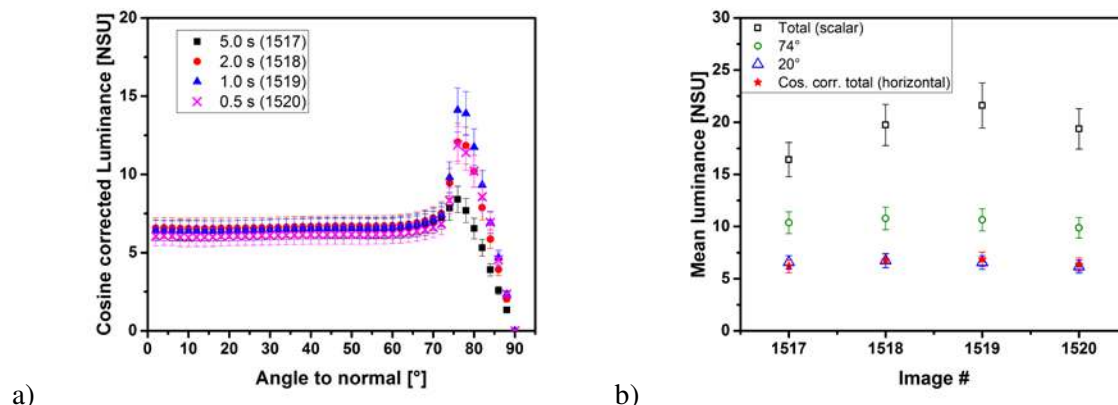 20
15
10
5
0
Cosine corrected Luminance [NSU]
5.0 s (1517)
2.0 s (1518)
1.0 s (1519)
0.5 s (1520)
0 10 20 30 40 50 60 70 80 90
Angle to normal [°]
a)
30
25
20
15
10
5
0
Mean luminance [NSU]
Total (scalar)
74°
20°
Cos. corr. total (horizontal)
1517 1518 1519 1520
Image #
b)